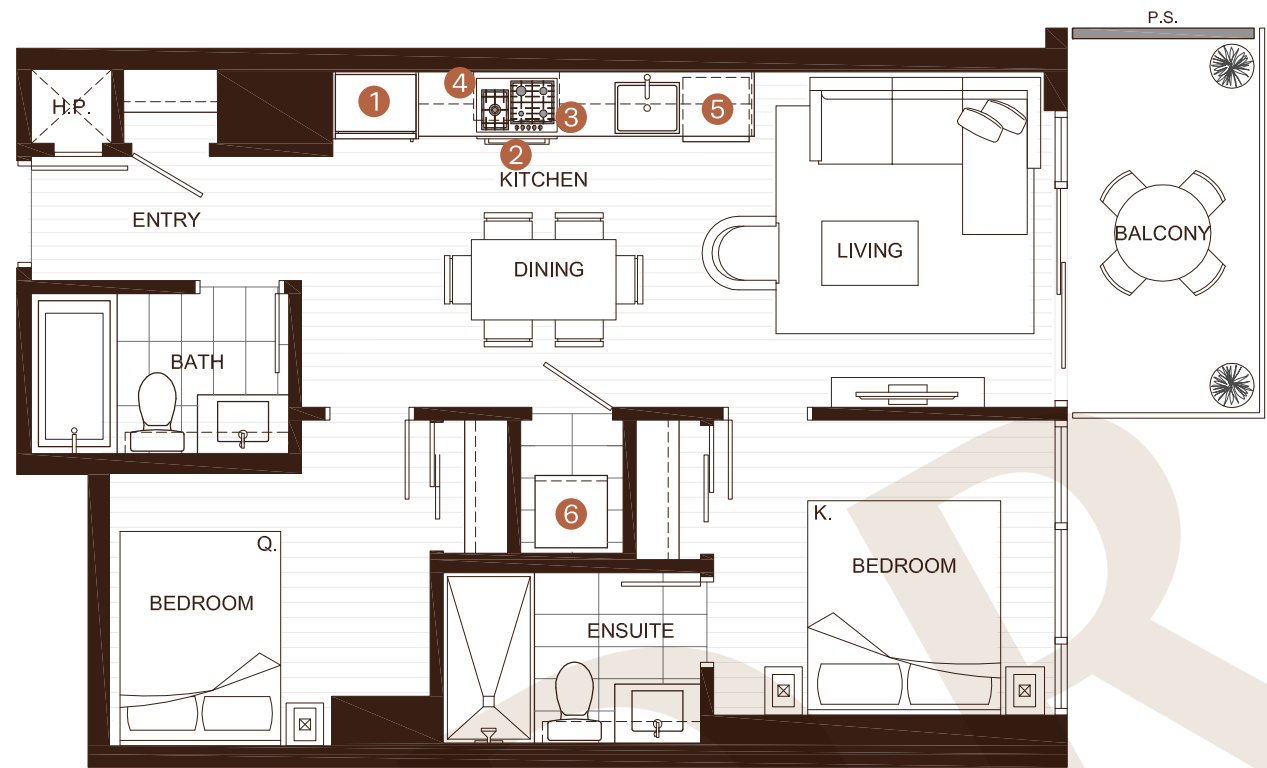 P.S.
H.P.
1
4
3
5
2
KITCHEN
ENTRY
DINING
LIVING
BALCONY
BATH
6
Q.
K.
BEDROOM
BEDROOM
ENSUITE
R